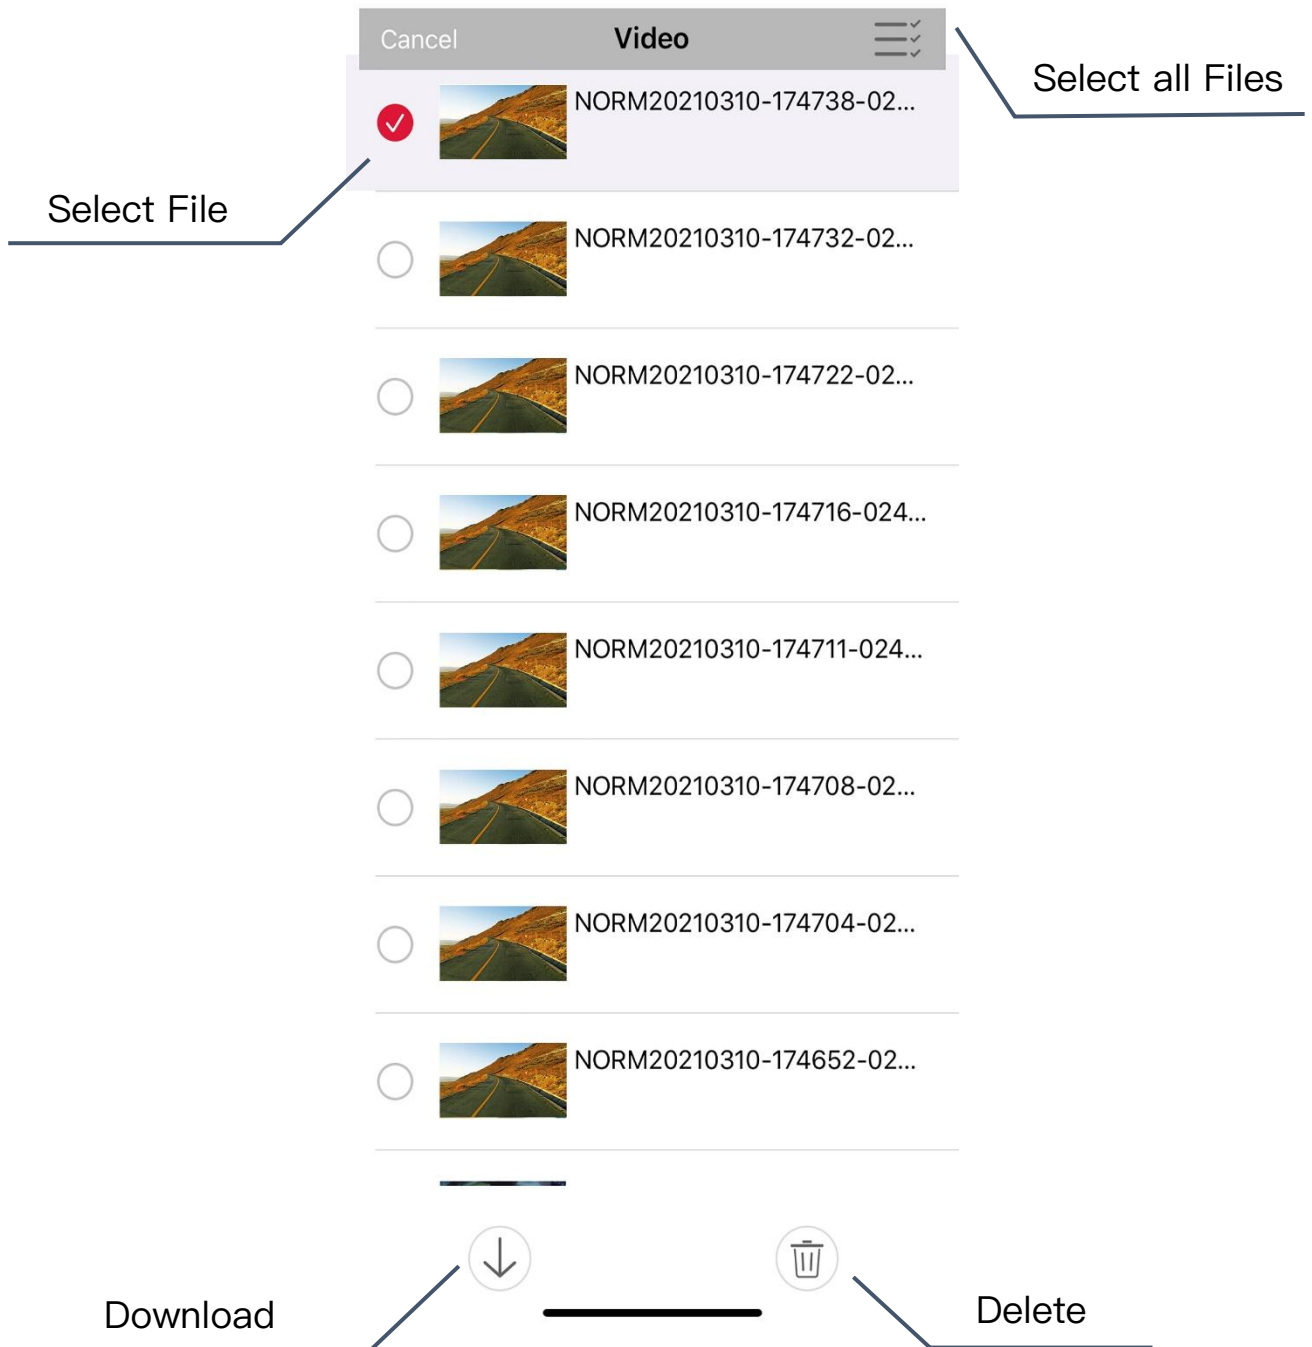 Cancel Video
Select all Files
NORM20210310-174738-02...
Select File
NORM20210310-174732-02...
NORM20210310-174722-02...
NORM20210310-174716-024...
NORM20210310-174711-024...
NORM20210310-174708-02...
NORM20210310-174704-02...
NORM20210310-174652-02...
Download
Delete